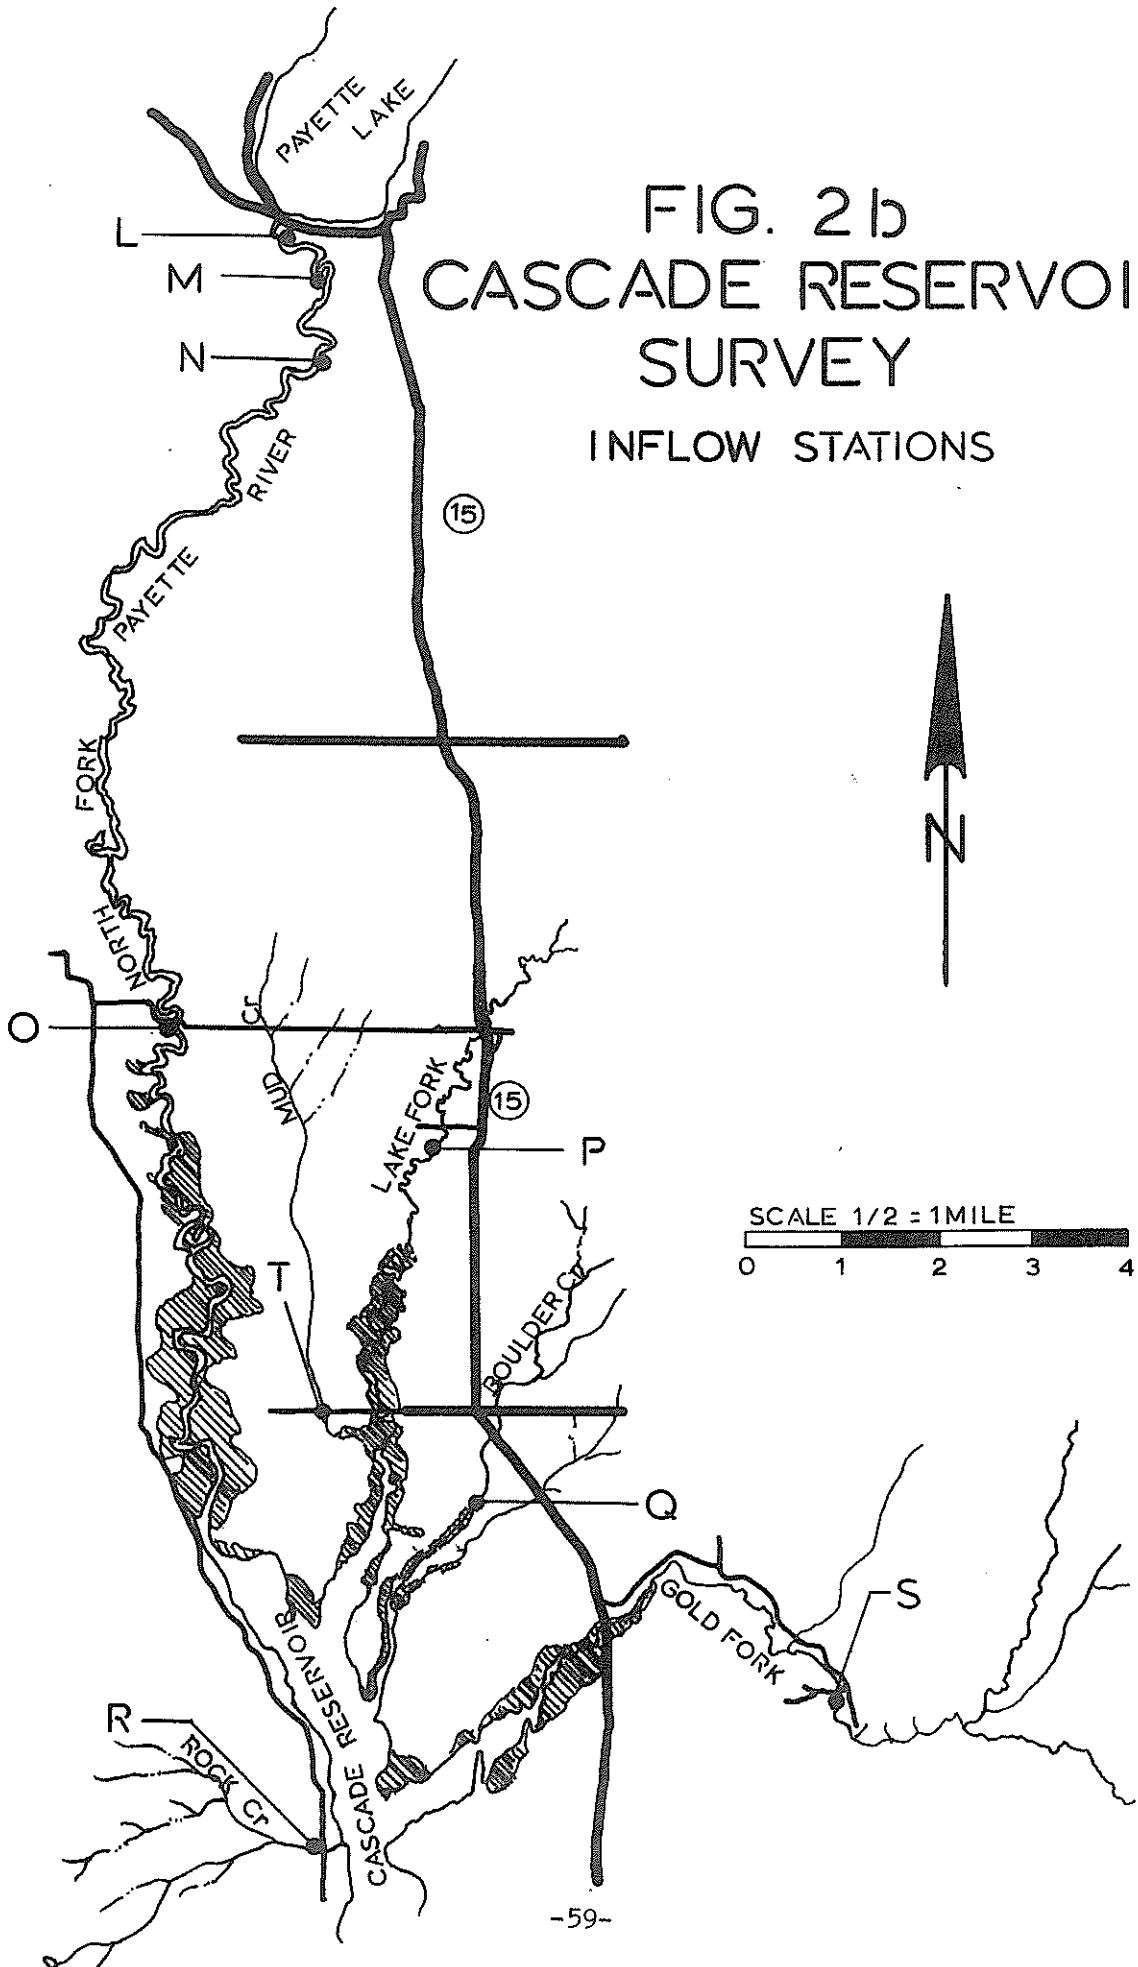 PAYETTE
LAKE
FIG. 2b
CASCADE RESERVOI
SURVEY
INFLOW STATIONS
L
M
N
RIVER
PAYETTE
FORK
NORTH
15
N
O
Cr
MUD
LAKE FORK
15
P
SCALE 1/2 = 1MILE
0 1 2 3 4
T
BOULDER Cr
Q
GOLD FORK
S
R
ROCK Cr
CASCADE RESERVOIR
-59-